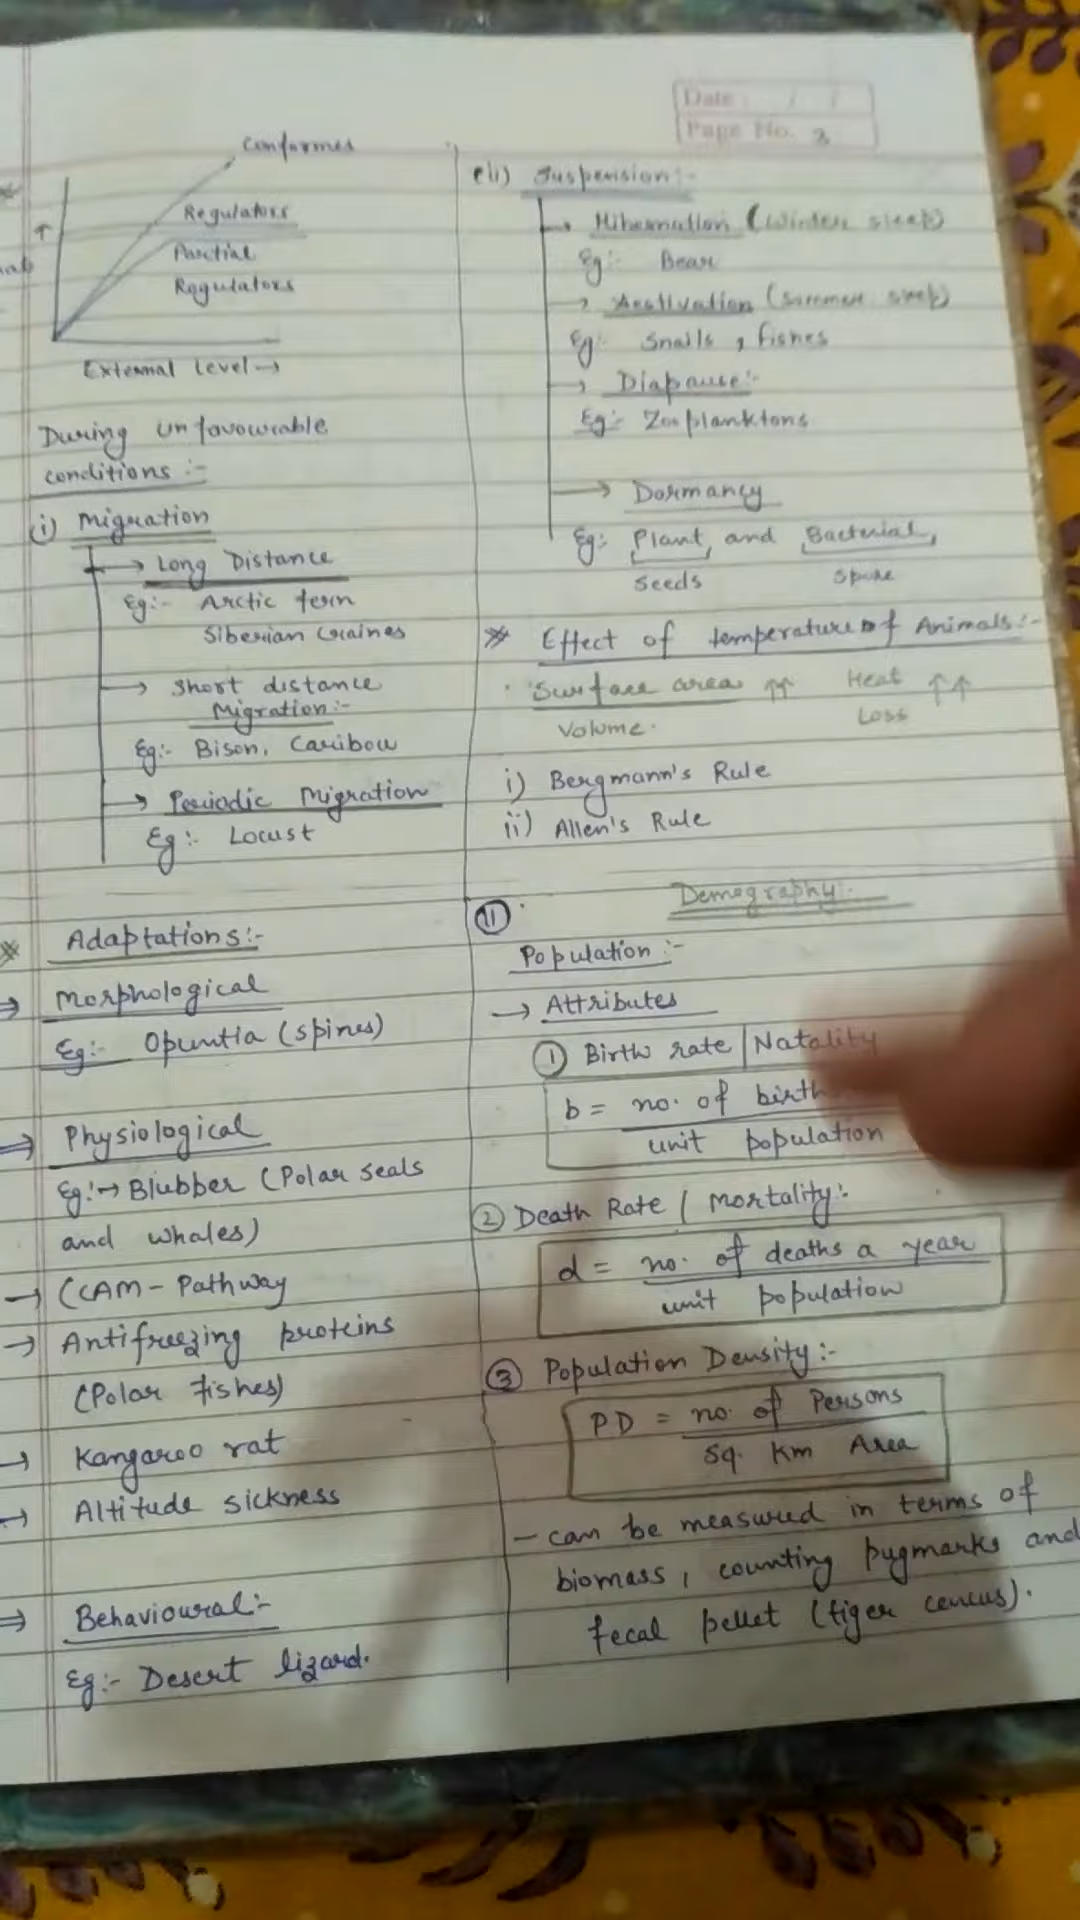 Date / /
Page No. 3
conformes
Regulators
Partial
Regulators
External Level →
During unfavourable
conditions :-
i) Migration
→ Long Distance
Eg:- Arctic tern
Siberian Craines
→ short distance
Migration:-
Eg:- Bison, Caribou
→ Periodic Migration
Eg:- Locust
Adaptations:-
⇒ Morphological
Eg:- Opuntia (spines)
⇒ Physiological
Eg:→ Blubber (Polar seals
and whales)
→ (CAM - Pathway
→ Antifreezing proteins
(Polar fishes)
→ Kangaroo rat
→ Altitude sickness
⇒ Behavioural:-
Eg:- Desert lizard.
Suspension:-
→ Hibernation (winter sleep)
Eg:- Bear
→ Aestivation (summer sleep)
Eg: Snails, fishes
→ Diapause:-
Eg:- Zooplanktons
→ Dormancy
Eg: Plant, and Bacterial,
seeds spore
* Effect of temperature of Animals:-
Surface area ↑↑ Heat ↑↑
Volume. Loss
i) Bergmann's Rule
ii) Allen's Rule
Demography:-
11
Population :-
→ Attributes
1 Birth rate | Natality
b = no. of birth
unit population
2 Death Rate / Mortality:-
d = no. of deaths a year
unit population
3 Population Density:-
PD = no. of Persons
Sq. Km Area
- can be measured in terms of
biomass, counting pugmarks and
fecal pellet (tiger cencus).